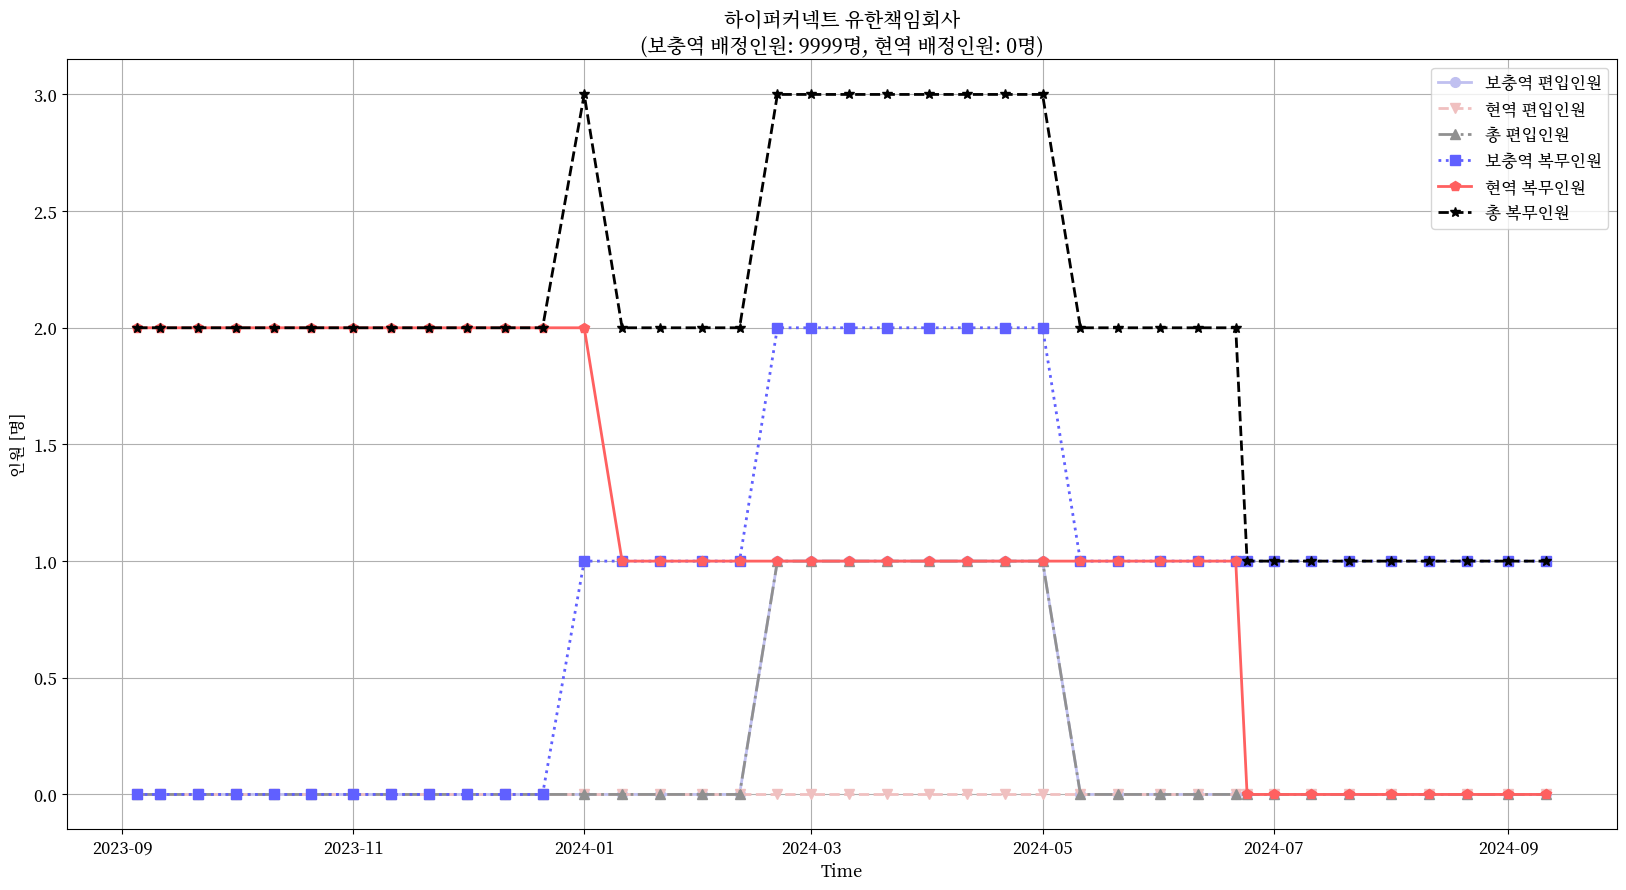 하이퍼커넥트 유한책임회사
(보충역 배정인원: 9999명, 현역 배정인원: 0명)
보충역 편입인원
현역 편입인원
총 편입인원
보충역 복무인원
현역 복무인원
총 복무인원
3.0
2.5
2.0
1.5
1.0
0.5
0.0
인원 [명]
2023-09
2023-11
2024-01
2024-03
2024-05
2024-07
2024-09
Time